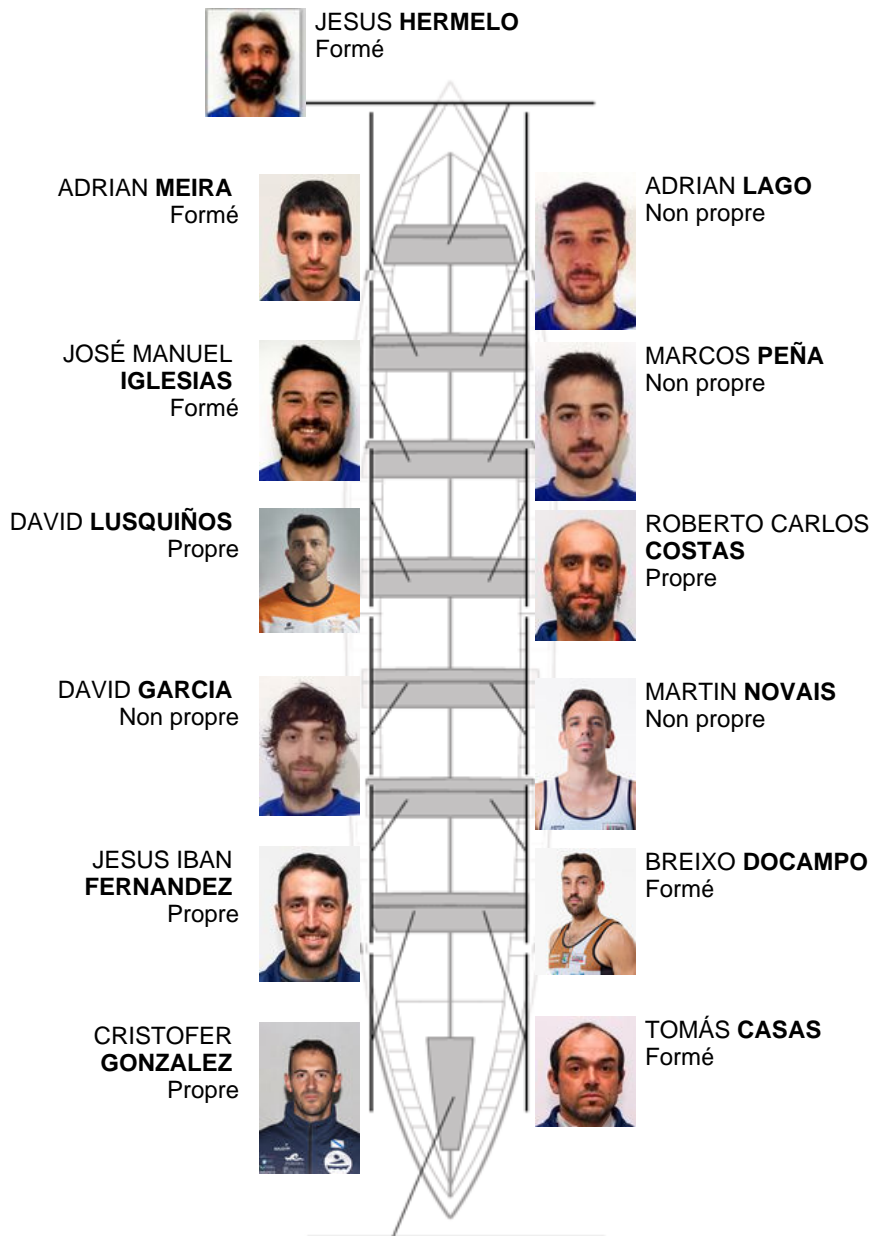 JESUS HERMELO
Formé
ADRIAN MEIRA
Formé
ADRIAN LAGO
Non propre
JOSÉ MANUEL
IGLESIAS
Formé
MARCOS PEÑA
Non propre
DAVID LUSQUIÑOS
Propre
ROBERTO CARLOS
COSTAS
Propre
DAVID GARCIA
Non propre
MARTIN NOVAIS
Non propre
JESUS IBAN
FERNANDEZ
Propre
BREIXO DOCAMPO
Formé
CRISTOFER
GONZALEZ
Propre
TOMÁS CASAS
Formé